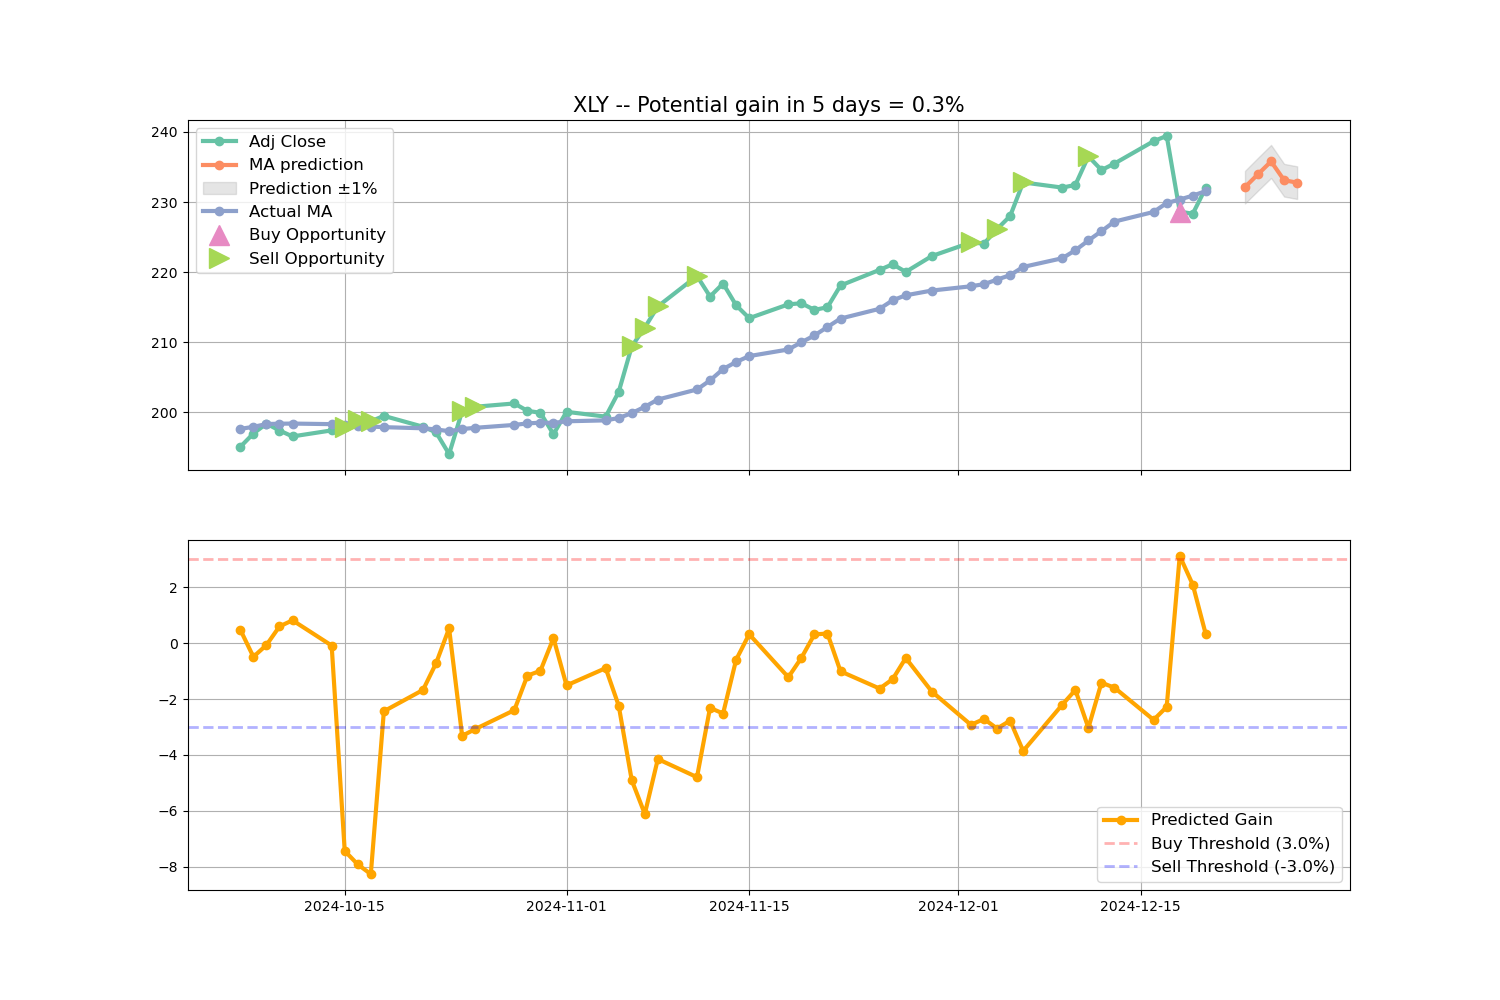 XLY -- Potential gain in 5 days = 0.3%
240
230
220
210
200
Adj Close
MA prediction
Prediction ±1%
Actual MA
Buy Opportunity
Sell Opportunity
2
0
−2
−4
−6
−8
Predicted Gain
Buy Threshold (3.0%)
Sell Threshold (-3.0%)
2024-10-15 2024-11-01 2024-11-15 2024-12-01 2024-12-15